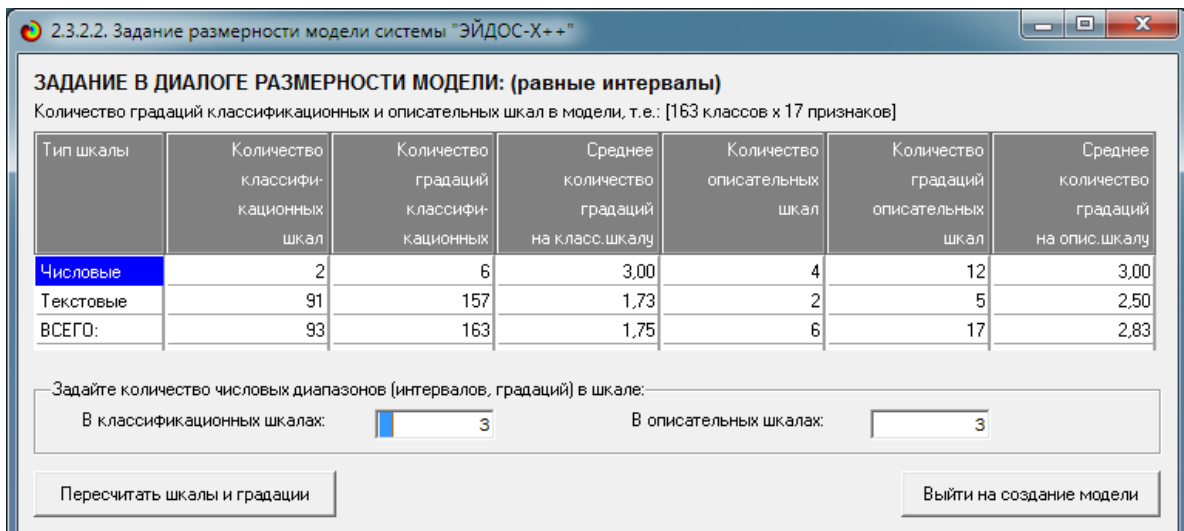 2.3.2.2. Задание размерности модели системы "ЭЙДОС-X++"
ЗАДАНИЕ В ДИАЛОГЕ РАЗМЕРНОСТИ МОДЕЛИ: (равные интервалы)
Количество градаций классификационных и описательных шкал в модели, т.е.: [163 классов x 17 признаков]
Тип шкалы Количество Количество Среднее Количество Количество Среднее
классифи- градаций количество описательных градаций количество
кационных классифи- градаций шкал описательных градаций
шкал кационных на класс.шкалу шкал на опис.шкалу
Числовые 2 6 3,00 4 12 3,00
Текстовые 91 157 1,73 2 5 2,50
ВСЕГО: 93 163 1,75 6 17 2,83
Задайте количество числовых диапазонов (интервалов, градаций) в шкале:
В классификационных шкалах: 3 В описательных шкалах: 3
Пересчитать шкалы и градации Выйти на создание модели